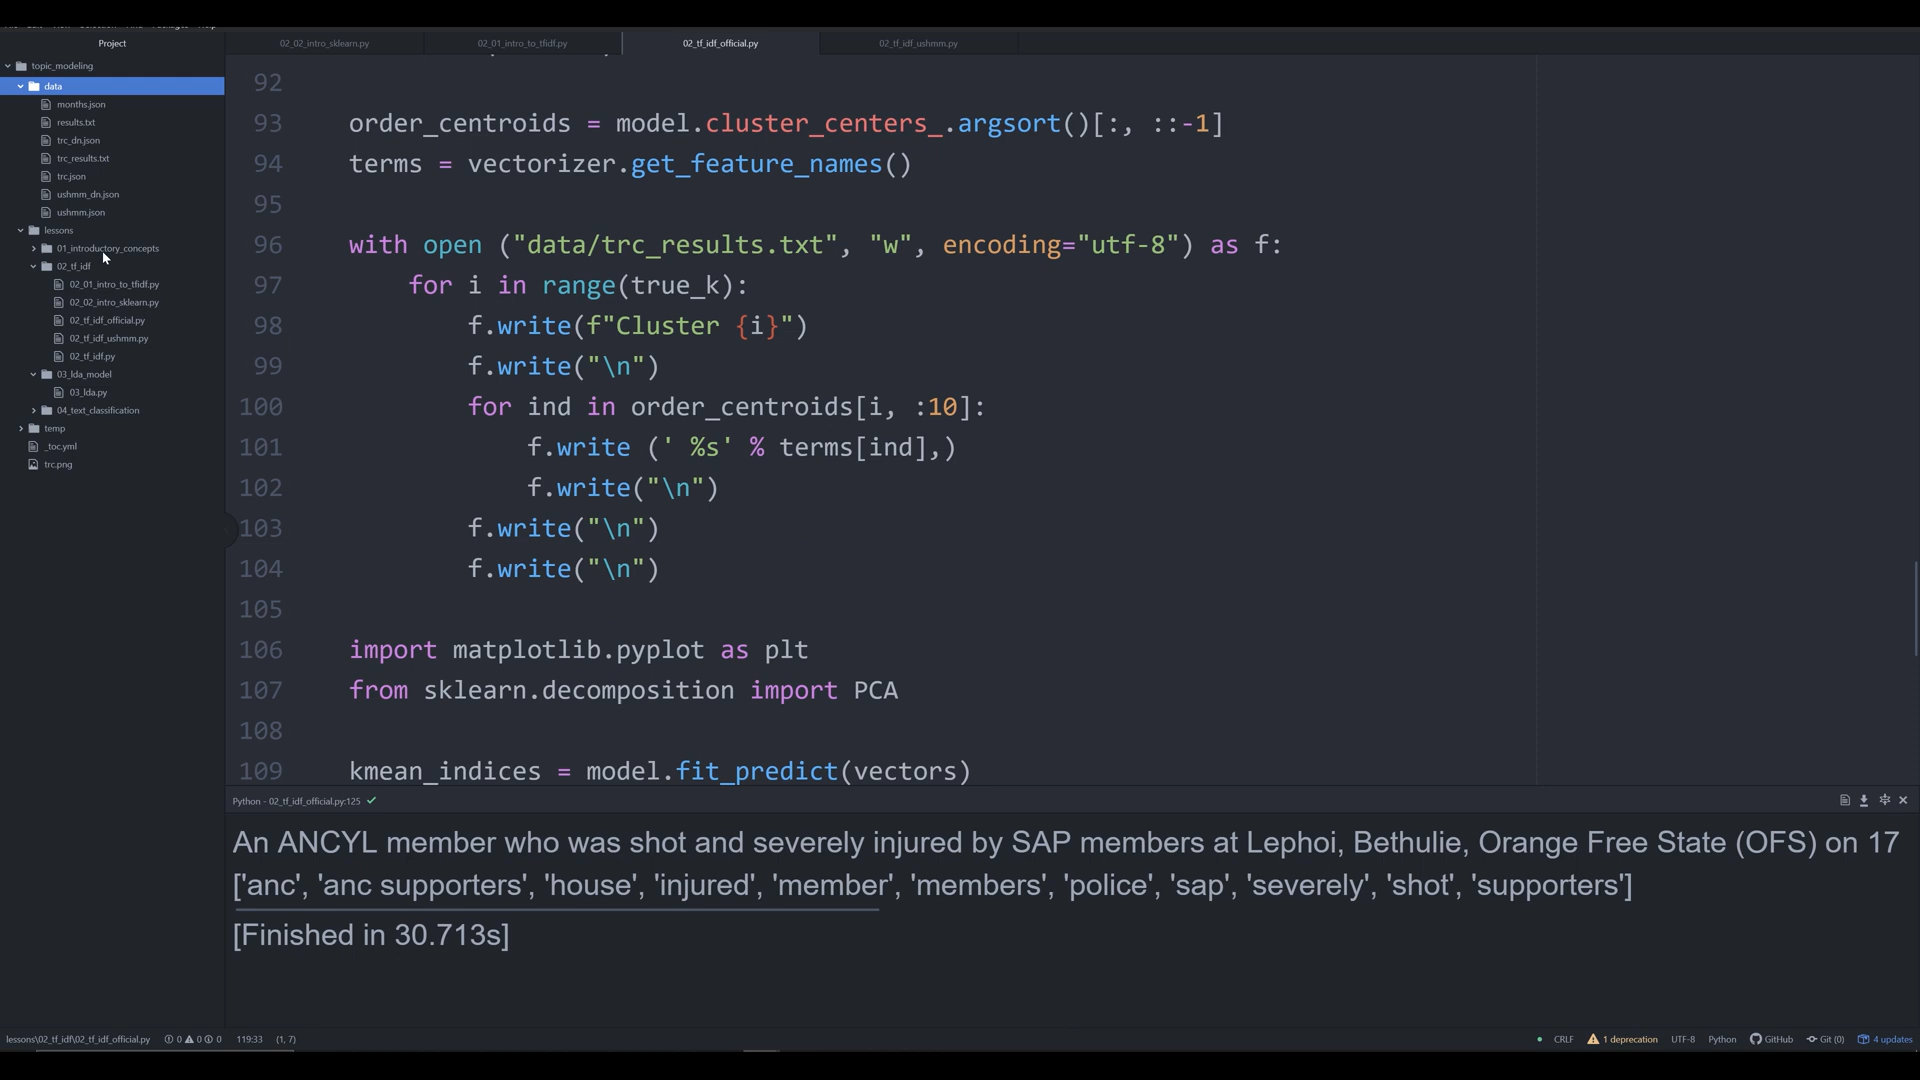 Project
02_02_intro_sklearn.py
02_01_intro_to_tfidf.py
02_tf_idf_official.py
02_tf_idf_ushmm.py
topic_modeling
data
months.json
results.txt
trc_dn.json
trc_results.txt
trc.json
ushmm_dn.json
ushmm.json
lessons
01_introductory_concepts
02_tf_idf
02_01_intro_to_tfidf.py
02_02_intro_sklearn.py
02_tf_idf_official.py
02_tf_idf_ushmm.py
02_tf_idf.py
03_lda_model
03_lda.py
04_text_classification
temp
_toc.yml
trc.png
92
93 order_centroids = model.cluster_centers_.argsort()[:, ::-1]
94 terms = vectorizer.get_feature_names()
95
96 with open ("data/trc_results.txt", "w", encoding="utf-8") as f:
97 for i in range(true_k):
98 f.write(f"Cluster {i}")
99 f.write("\n")
100 for ind in order_centroids[i, :10]:
101 f.write (' %s' % terms[ind],)
102 f.write("\n")
103 f.write("\n")
104 f.write("\n")
105
106 import matplotlib.pyplot as plt
107 from sklearn.decomposition import PCA
108
109 kmean_indices = model.fit_predict(vectors)
Python - 02_tf_idf_official.py:125
An ANCYL member who was shot and severely injured by SAP members at Lephoi, Bethulie, Orange Free State (OFS) on 17
['anc', 'anc supporters', 'house', 'injured', 'member', 'members', 'police', 'sap', 'severely', 'shot', 'supporters']
[Finished in 30.713s]
lessons\02_tf_idf\02_tf_idf_official.py 0 0 0 119:33 (1, 7) CRLF 1 deprecation UTF-8 Python GitHub Git (0) 4 updates